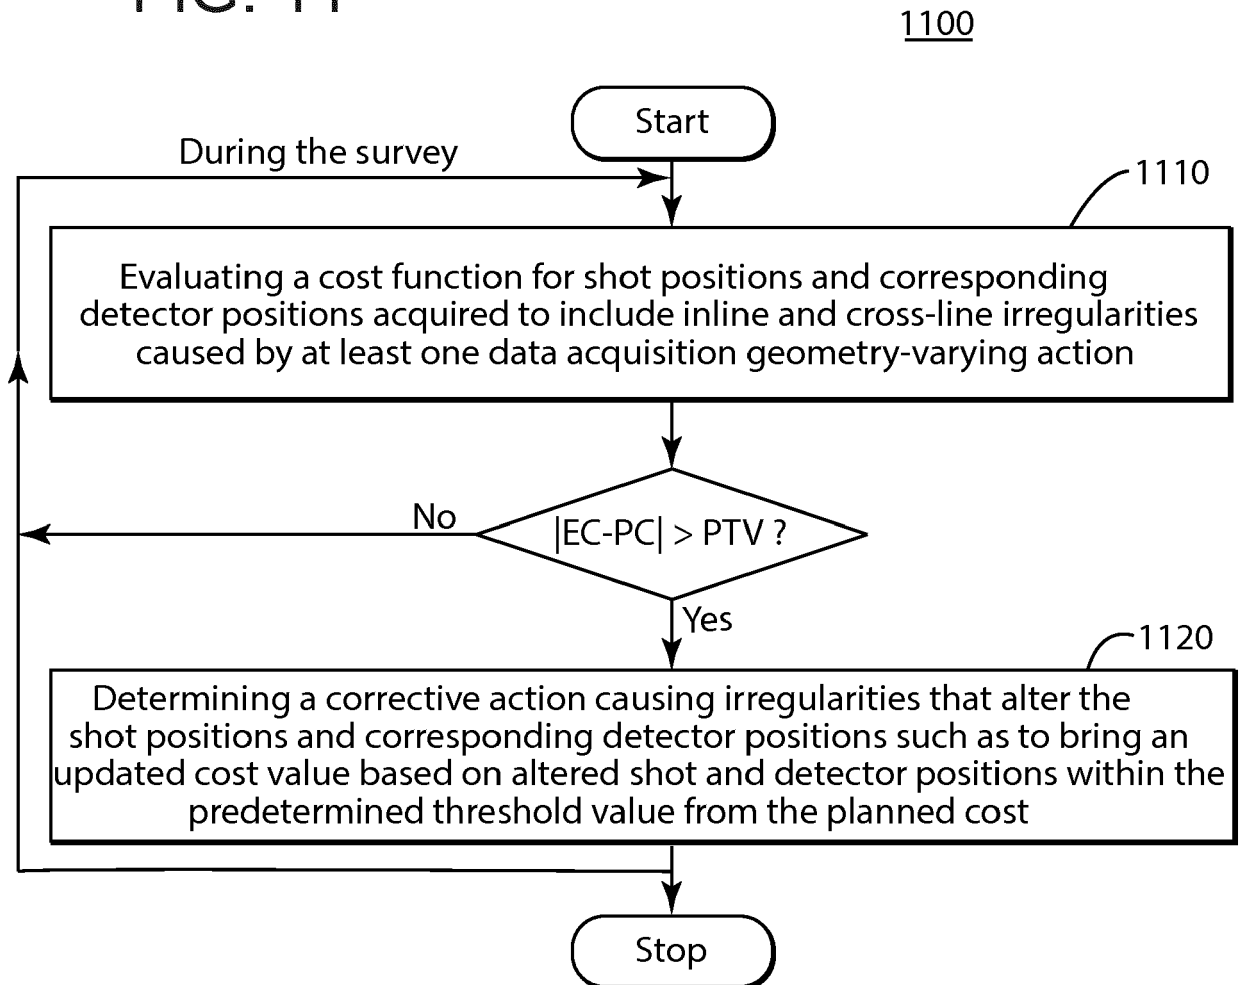 FIG. 11
1100
Start
During the survey
1110
Evaluating a cost function for shot positions and corresponding
detector positions acquired to include inline and cross-line irregularities
caused by at least one data acquisition geometry-varying action
No
|EC-PC| > PTV ?
Yes
1120
Determining a corrective action causing irregularities that alter the
shot positions and corresponding detector positions such as to bring an
updated cost value based on altered shot and detector positions within the
predetermined threshold value from the planned cost
Stop